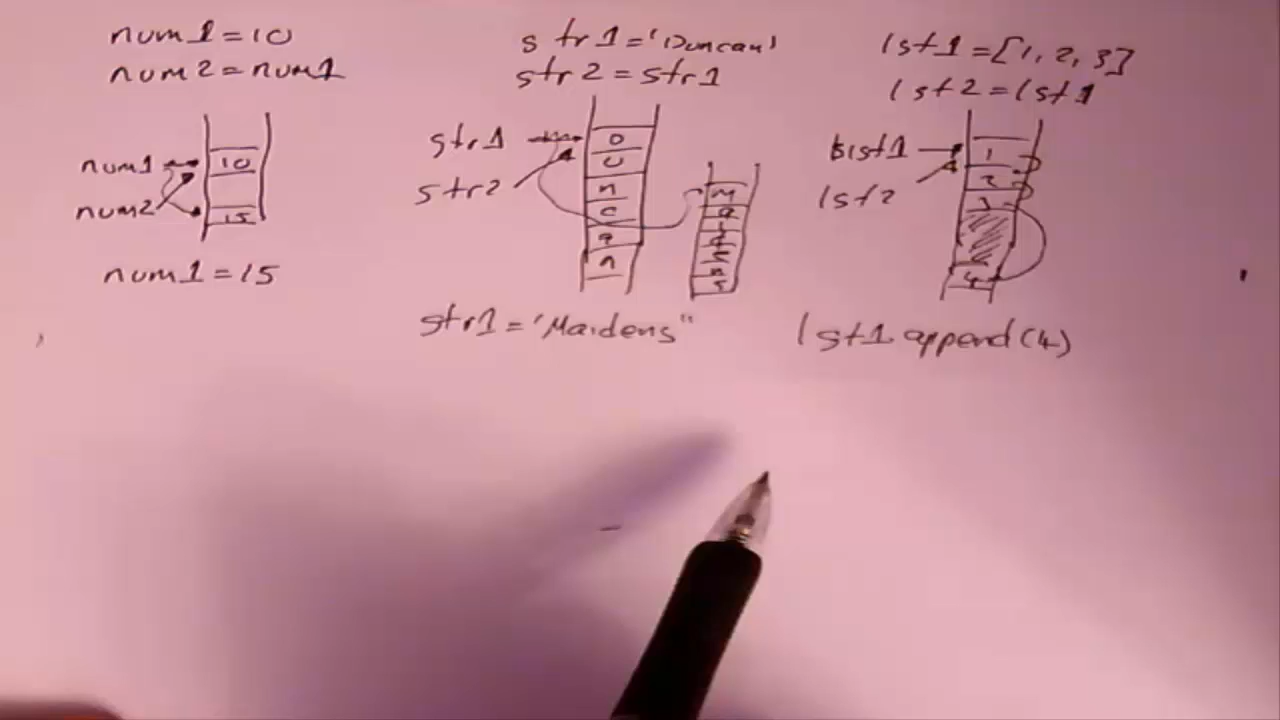 num1=10
num2=num1
num1
num2
10
15
num1=15
str1='Duncan'
str2=str1
str1
str2
D
U
n
c
a
n
M
a
n
s
str1='Maidens"
lst1=[1,2,3]
lst2=lst1
list1
lst2
1
2
3
4
lst1.append(4)